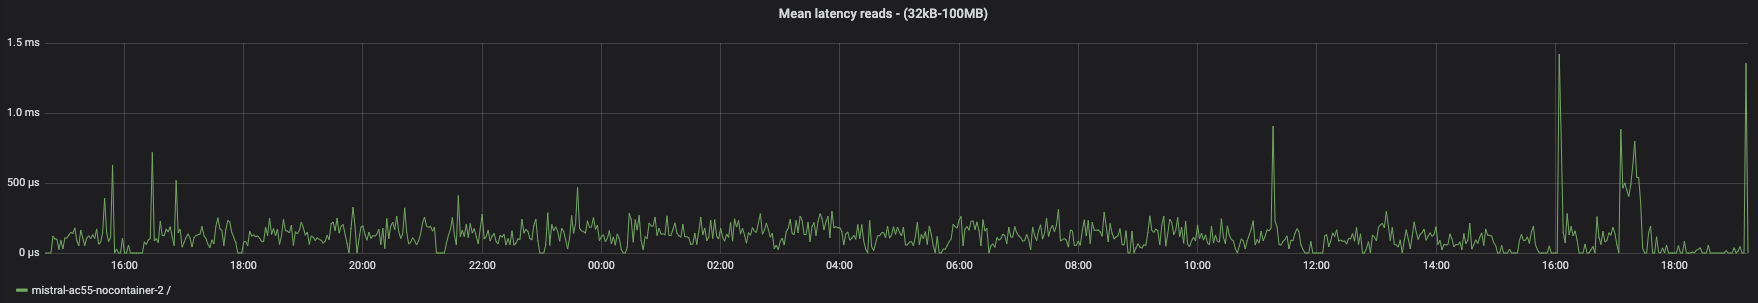 Mean latency reads - (32kB-100MB)
1.5 ms
1.0 ms
500 µs
0 µs
16:00 18:00 20:00 22:00 00:00 02:00 04:00 06:00 08:00 10:00 12:00 14:00 16:00 18:00
mistral-ac55-nocontainer-2 /